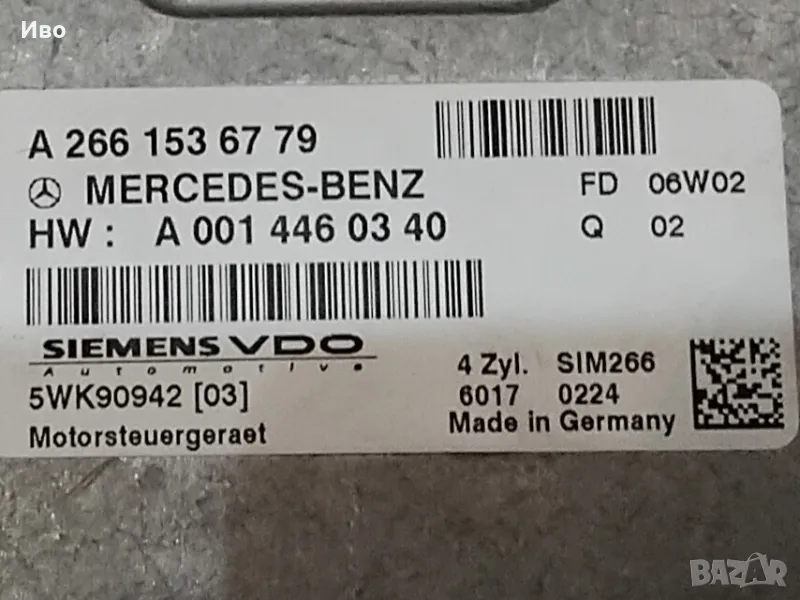 Иво
A 266 153 67 79
MERCEDES-BENZ
FD 06W02
HW : A 001 446 03 40
Q 02
SIEMENS VDO
Automotive
4 Zyl. SIM266
5WK90942 [03]
6017 0224
Motorsteuergeraet
Made in Germany
BAZAR